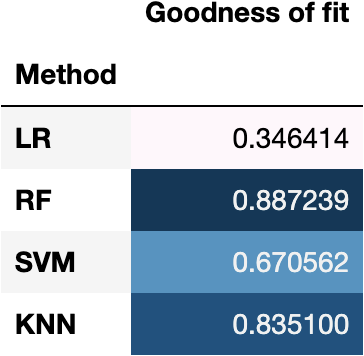 Goodness of fit
Method
LR 0.346414
RF 0.887239
SVM 0.670562
KNN 0.835100